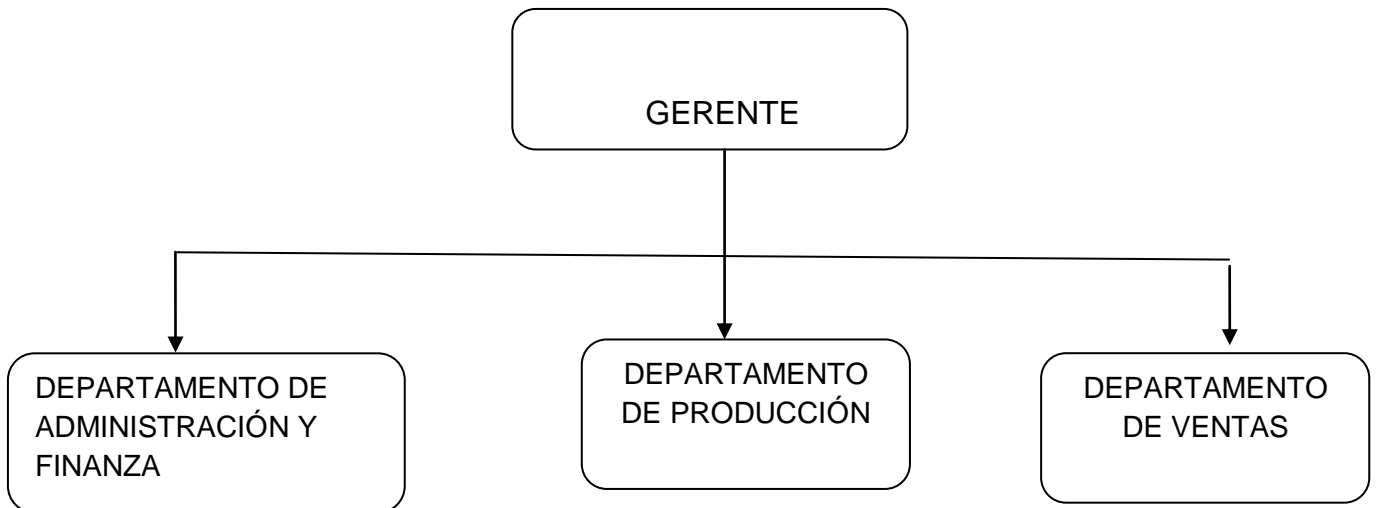 GERENTE
DEPARTAMENTO DE
ADMINISTRACIÓN Y
FINANZA
DEPARTAMENTO
DE PRODUCCIÓN
DEPARTAMENTO
DE VENTAS